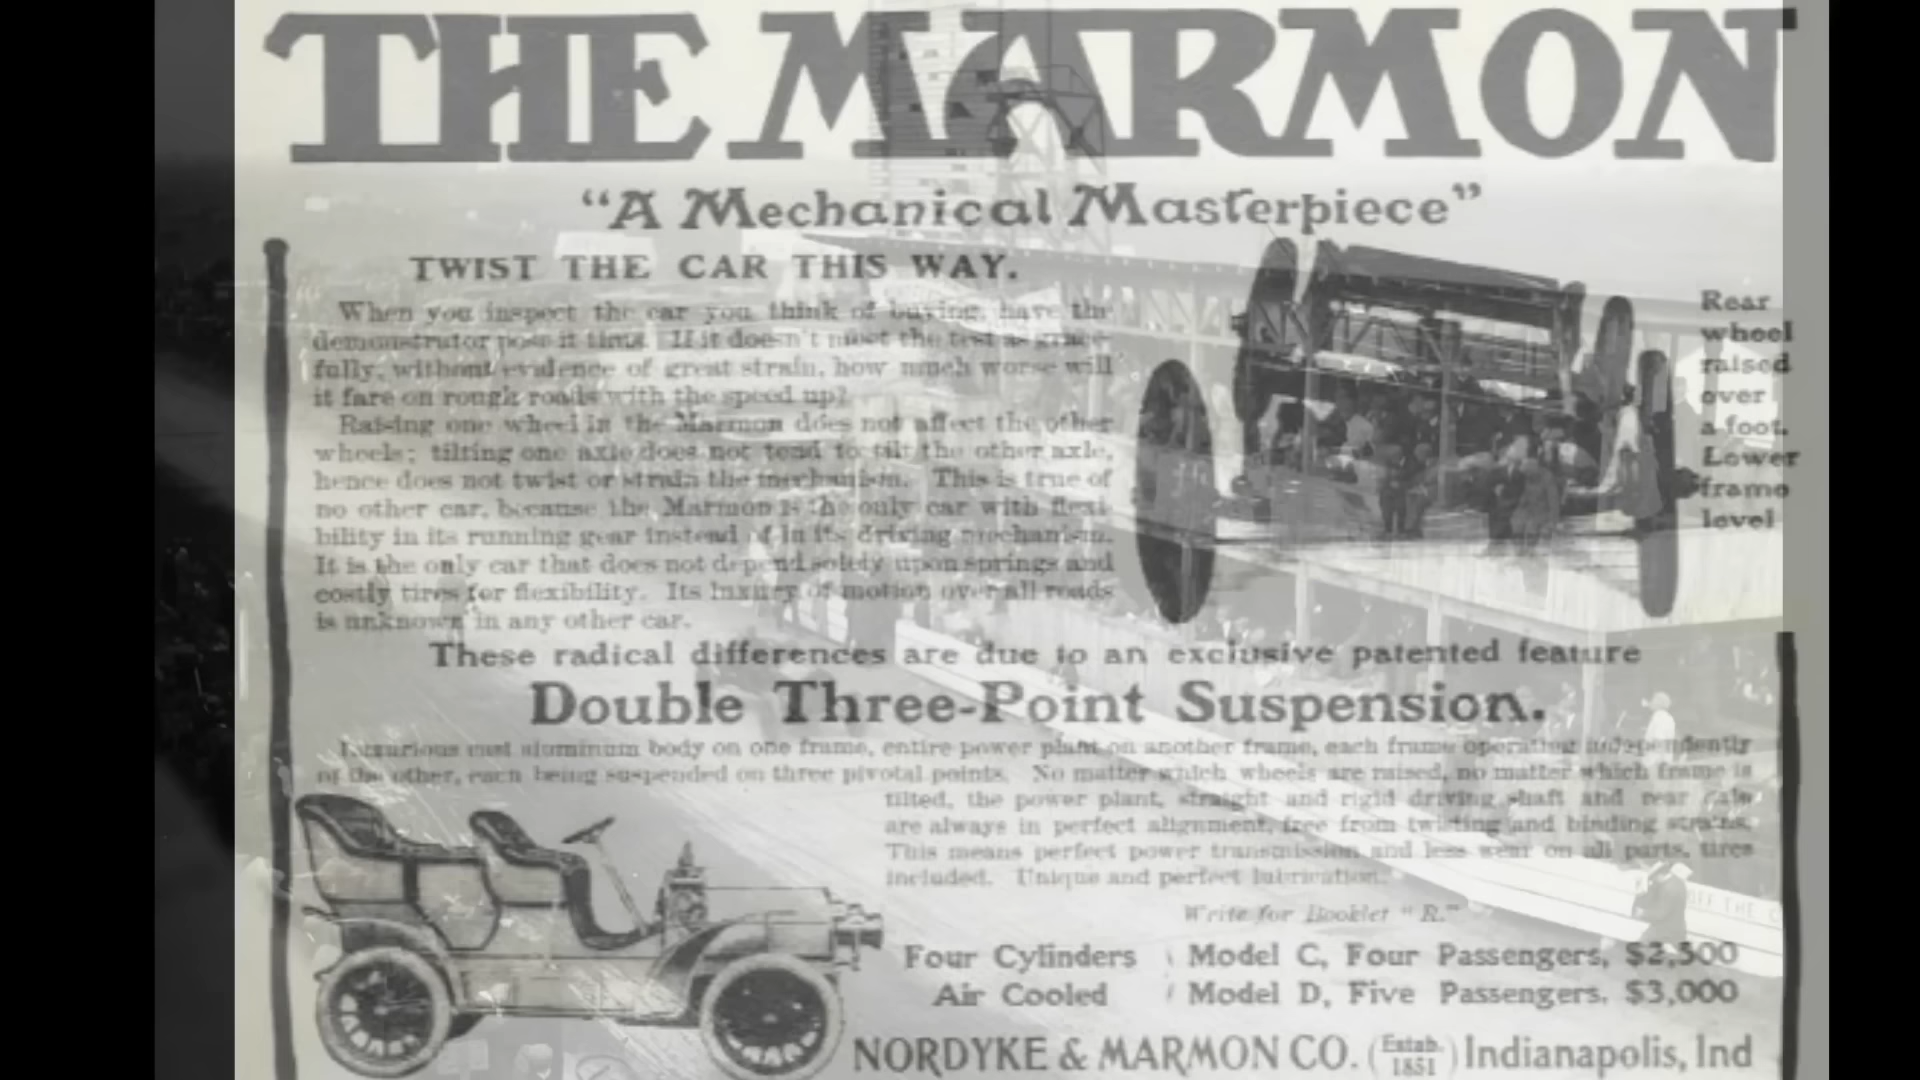 THE MARMON
"A Mechanical Masterpiece"
TWIST THE CAR THIS WAY.
When you inspect the car you think of buying, have the
demonstrator pose it thus. If it doesn't meet the test as grace-
fully, without evidence of great strain, how much worse will
it fare on rough roads with the speed up?
Raising one wheel in the Marmon does not affect the other
wheels; tilting one axle does not tend to tilt the other axle,
hence does not twist or strain the mechanism. This is true of
no other car, because the Marmon is the only car with flexi-
bility in its running gear instead of in its driving mechanism.
It is the only car that does not depend solely upon springs and
costly tires for flexibility. Its luxury of motion over all roads
is unknown in any other car.
Rear
wheel
raised
over
a foot.
Lower
frame
level
These radical differences are due to an exclusive patented feature
Double Three-Point Suspension.
Luxurious cast aluminum body on one frame, entire power plant on another frame, each frame operating independently
of the other, each being suspended on three pivotal points. No matter which wheels are raised, no matter which frame is
tilted, the power plant, straight and rigid driving shaft and rear axle
are always in perfect alignment, free from twisting and binding strains.
This means perfect power transmission and less wear on all parts, tires
included. Unique and perfect lubrication.
Write for Booklet "R."
Four Cylinders Model C, Four Passengers, $2,500
Air Cooled Model D, Five Passengers. $3,000
NORDYKE & MARMON CO. (Estab. 1851) Indianapolis, Ind